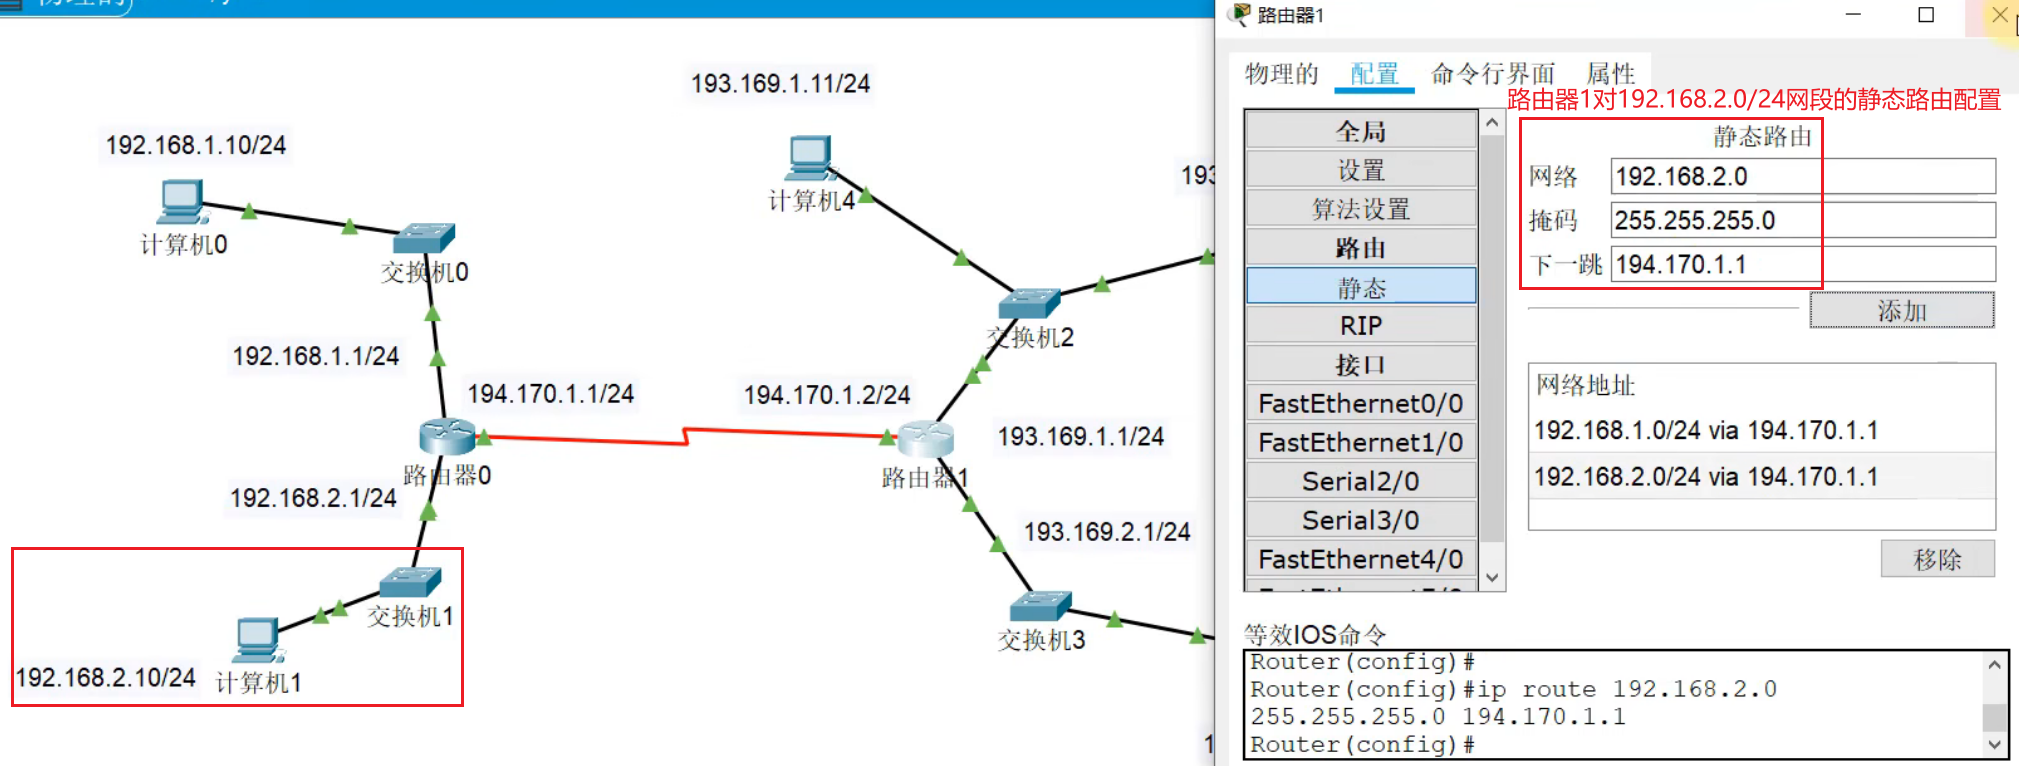 路由器1
物理的 配置 命令行界面 属性
路由器1对192.168.2.0/24网段的静态路由配置
193.169.1.11/24
192.168.1.10/24
计算机4
计算机0
交换机0
交换机2
192.168.1.1/24
194.170.1.1/24
194.170.1.2/24
193.169.1.1/24
路由器0
路由器1
192.168.2.1/24
193.169.2.1/24
交换机1
交换机3
192.168.2.10/24
计算机1
全局
设置
算法设置
路由
静态
RIP
接口
FastEthernet0/0
FastEthernet1/0
Serial2/0
Serial3/0
FastEthernet4/0
静态路由
网络 192.168.2.0
掩码 255.255.255.0
下一跳 194.170.1.1
添加
网络地址
192.168.1.0/24 via 194.170.1.1
192.168.2.0/24 via 194.170.1.1
移除
等效IOS命令
Router(config)#
Router(config)#ip route 192.168.2.0
255.255.255.0 194.170.1.1
Router(config)#